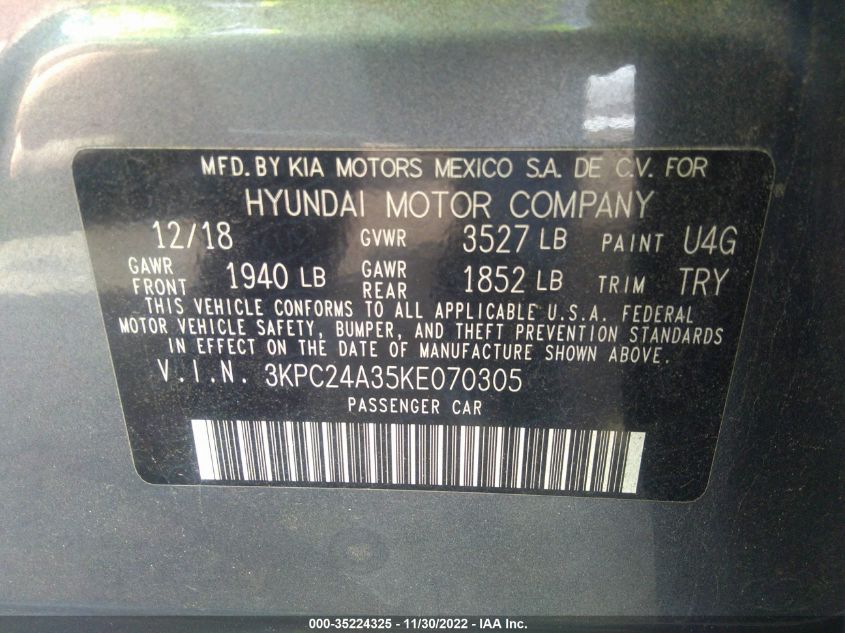 MFD. BY KIA MOTORS MEXICO S.A. DE C.V. FOR
HYUNDAI MOTOR COMPANY
12/18 GVWR 3527 LB PAINT U4G
GAWR FRONT 1940 LB GAWR REAR 1852 LB TRIM TRY
THIS VEHICLE CONFORMS TO ALL APPLICABLE U.S.A. FEDERAL
MOTOR VEHICLE SAFETY, BUMPER, AND THEFT PREVENTION STANDARDS
IN EFFECT ON THE DATE OF MANUFACTURE SHOWN ABOVE.
V.I.N. 3KPC24A35KE070305
PASSENGER CAR
000-35224325 - 11/30/2022 - IAA Inc.